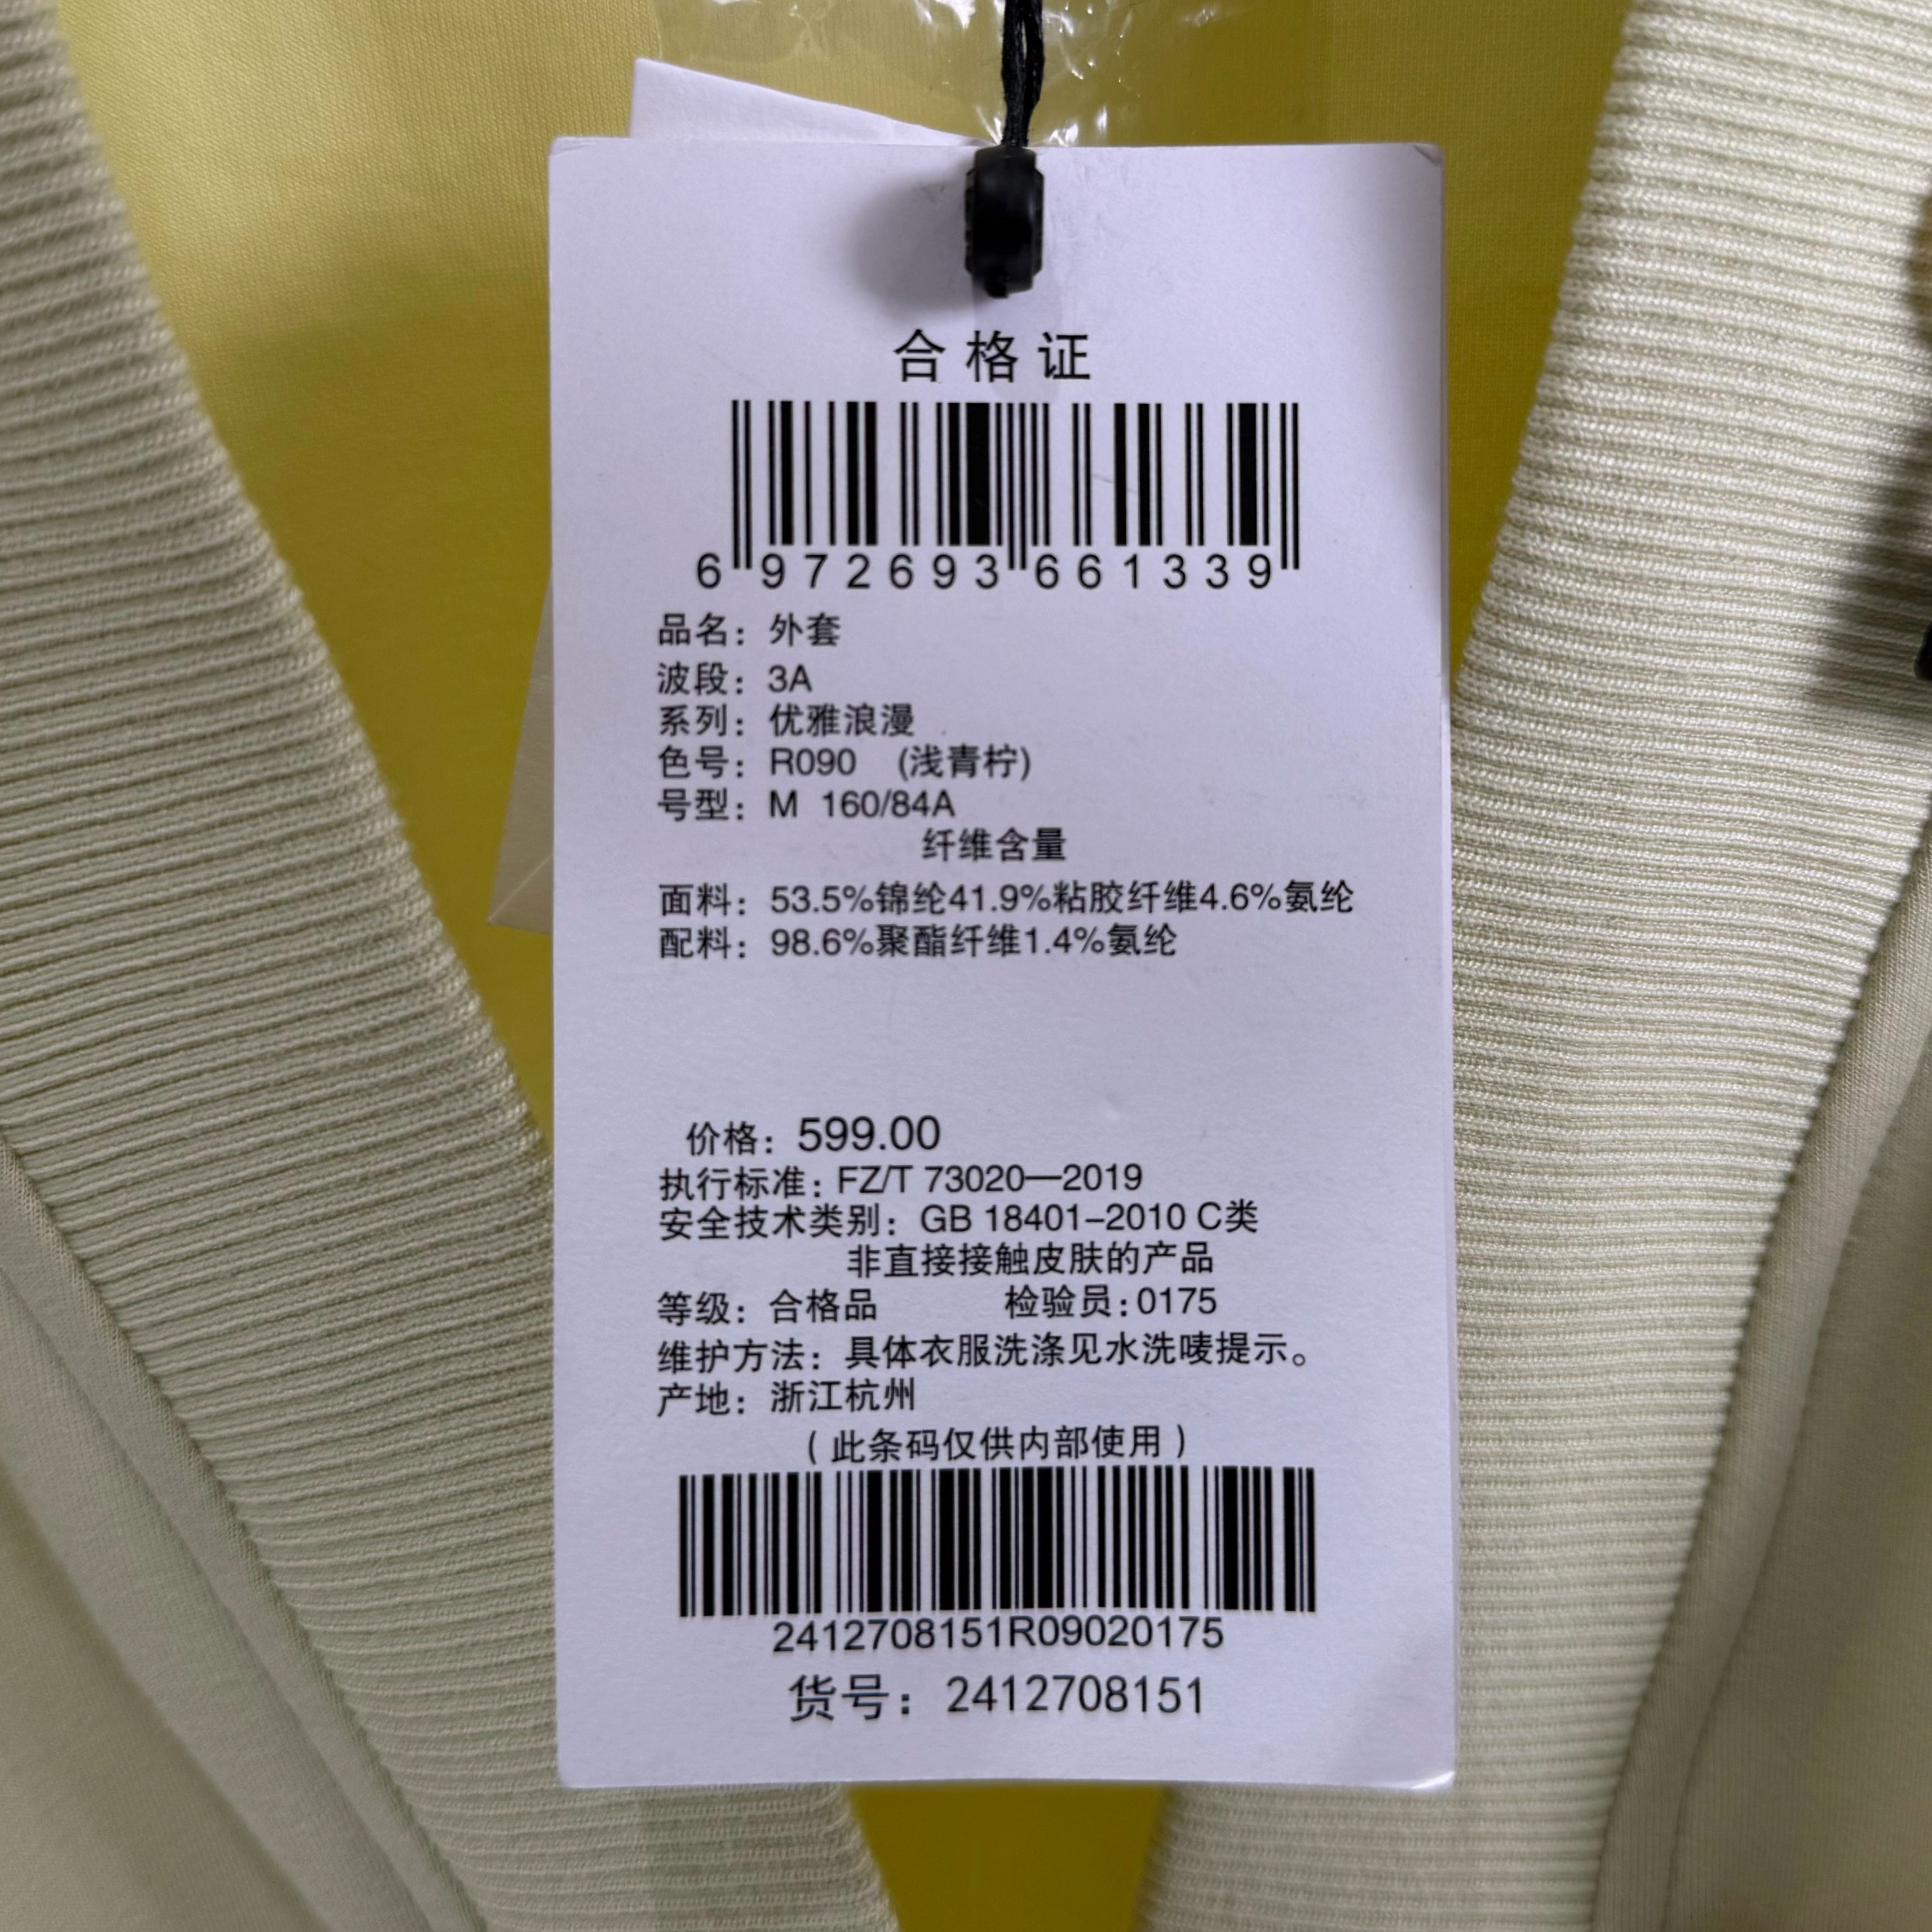 合格证
6 972693 661339
品名：外套
波段：3A
系列：优雅浪漫
色号：R090 (浅青柠)
号型：M 160/84A
纤维含量
面料：53.5%锦纶41.9%粘胶纤维4.6%氨纶
配料：98.6%聚酯纤维1.4%氨纶
价格：599.00
执行标准：FZ/T 73020—2019
安全技术类别：GB 18401-2010 C类
非直接接触皮肤的产品
等级：合格品 检验员：0175
维护方法：具体衣服洗涤见水洗唛提示。
产地：浙江杭州
（此条码仅供内部使用）
2412708151R09020175
货号：2412708151